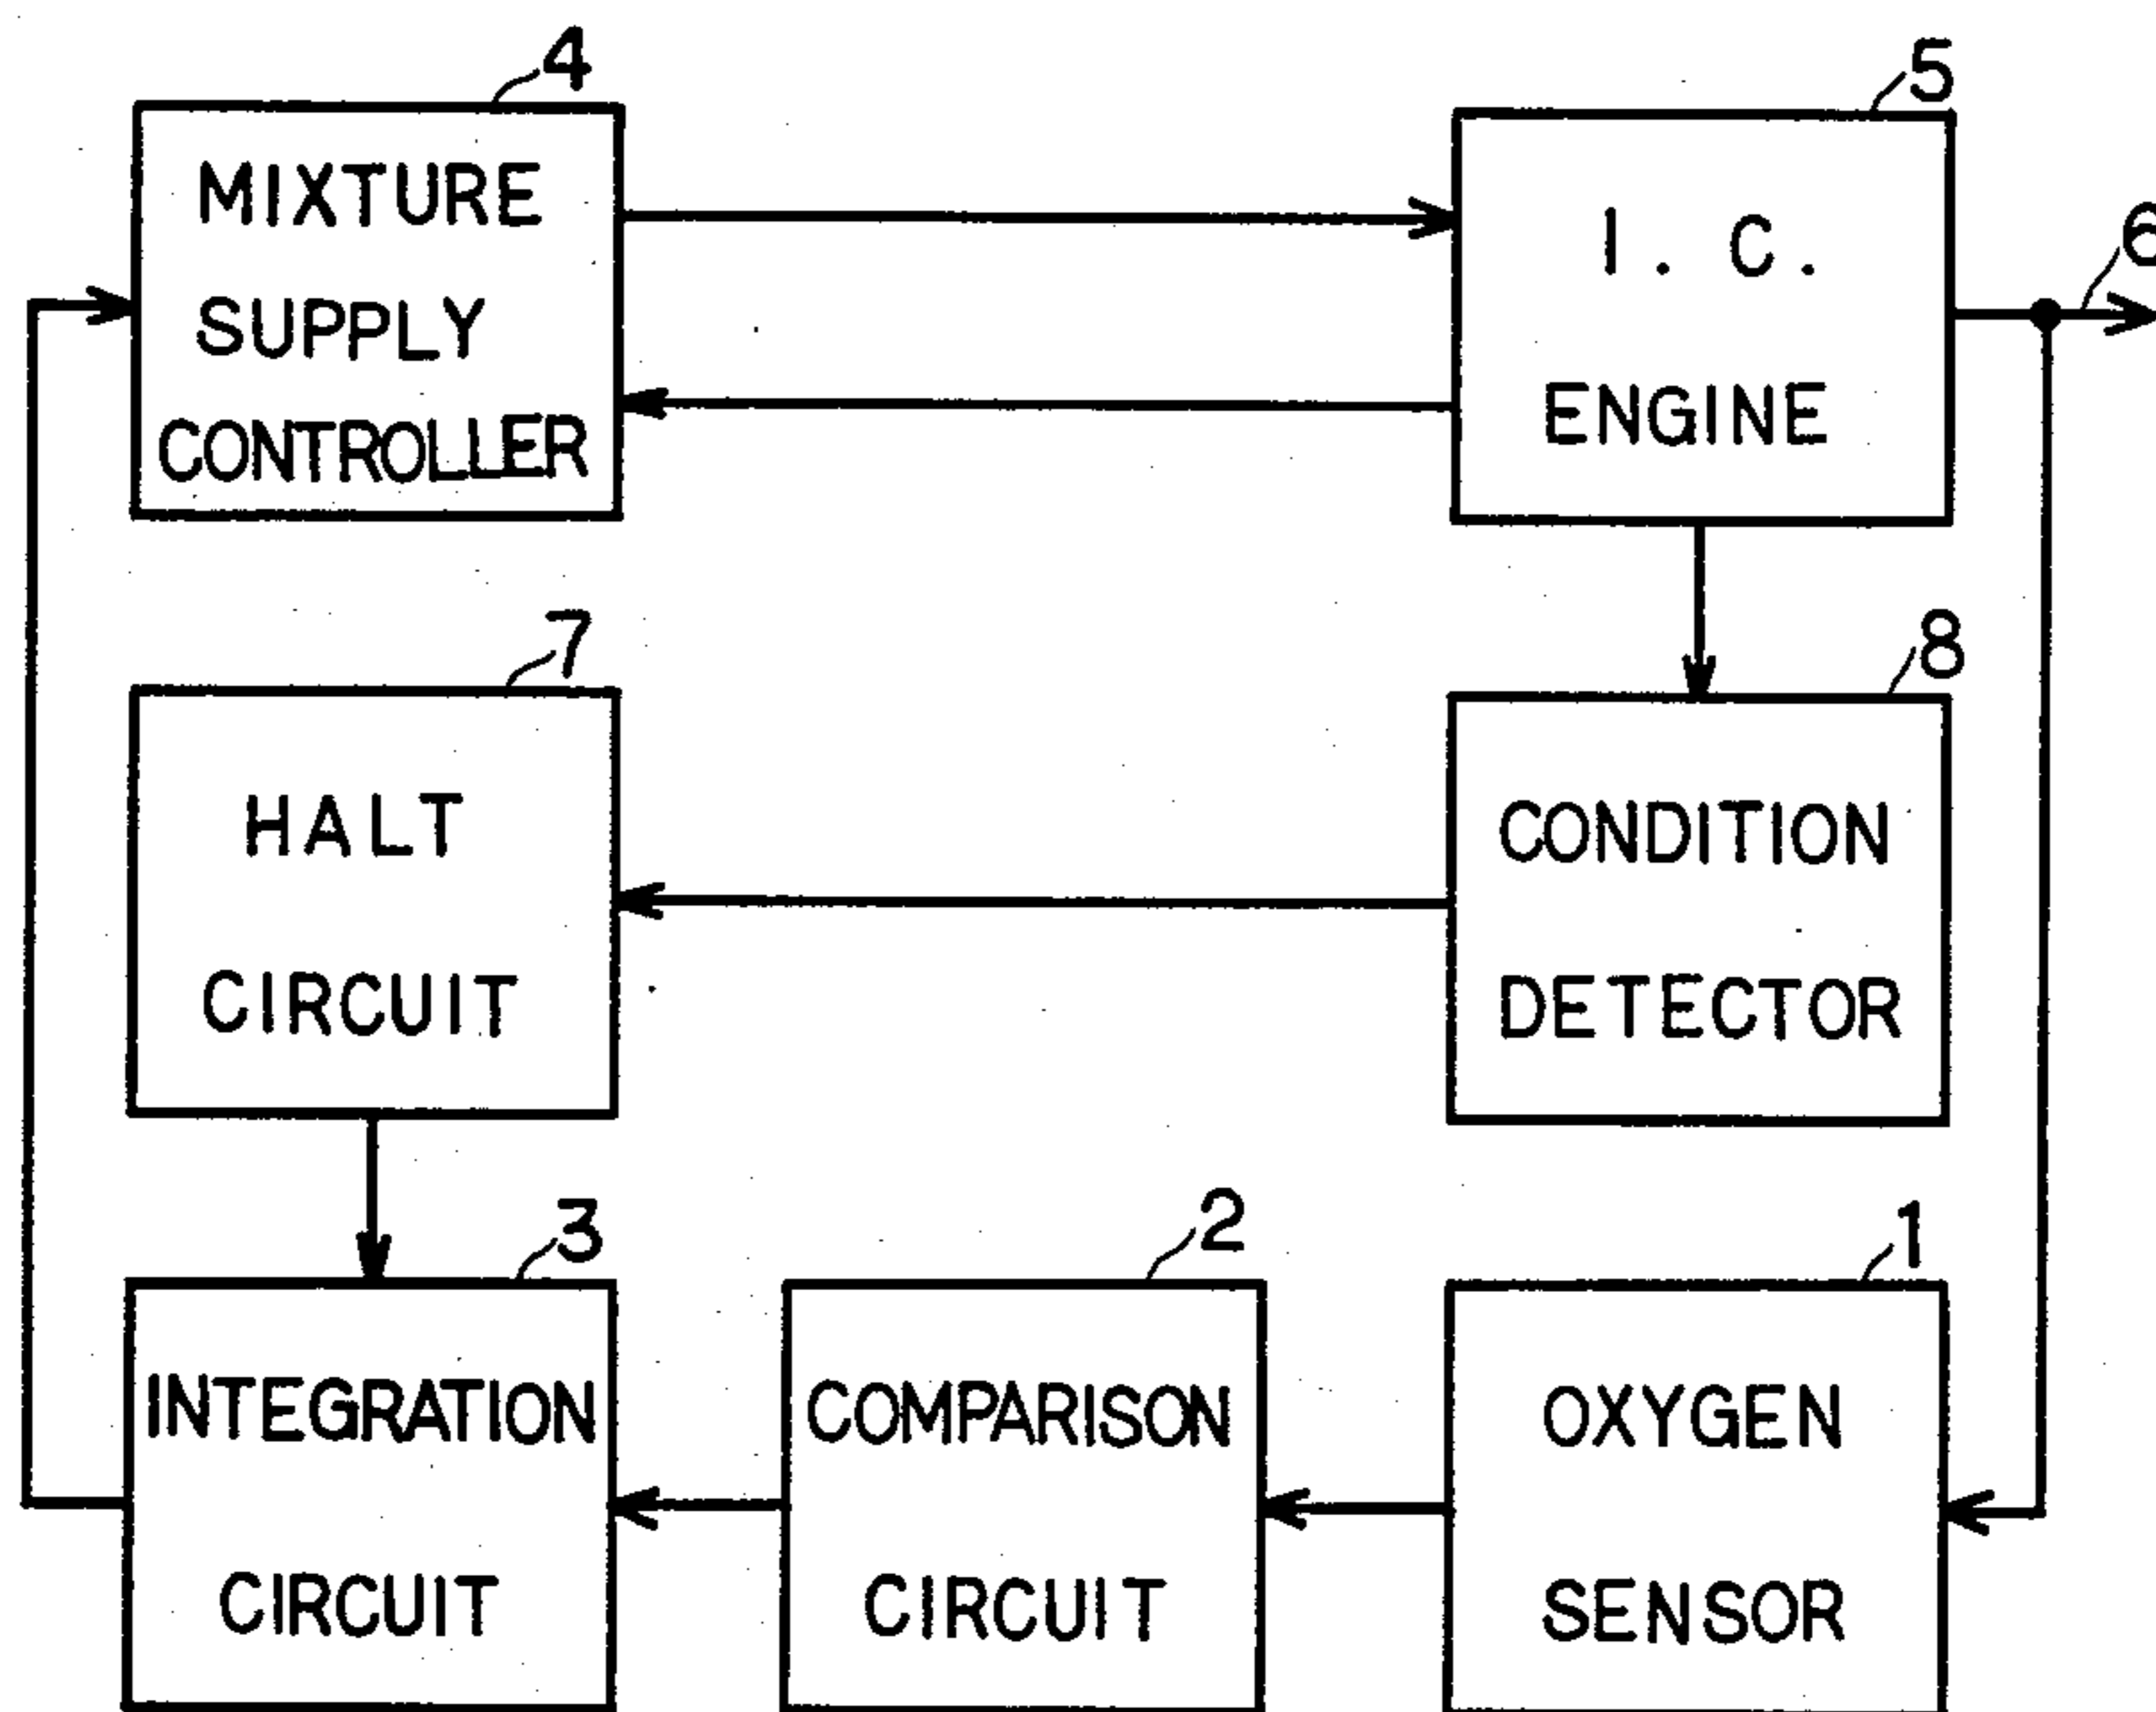 4
MIXTURE
SUPPLY
CONTROLLER
5
I. C.
ENGINE
6
7
HALT
CIRCUIT
8
CONDITION
DETECTOR
3
INTEGRATION
CIRCUIT
2
COMPARISON
CIRCUIT
1
OXYGEN
SENSOR